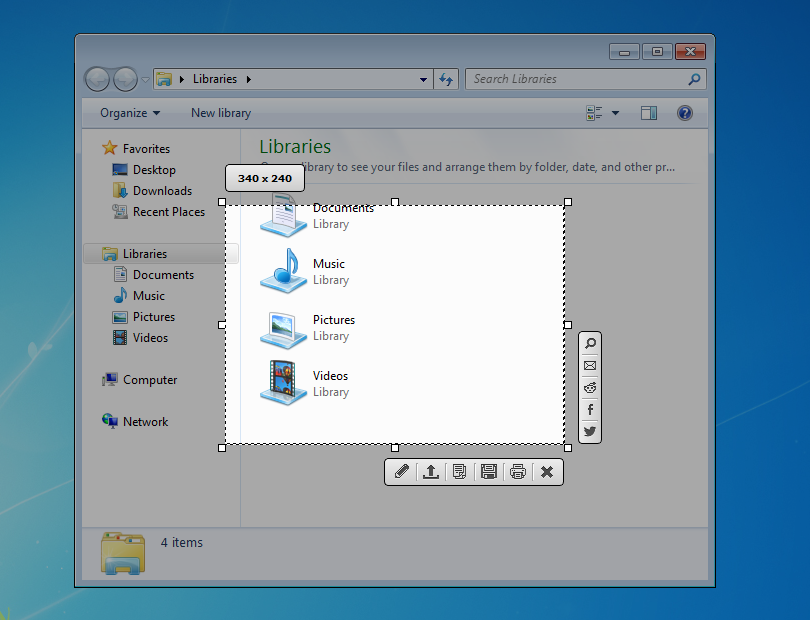 Libraries
Search Libraries
Organize
New library
Favorites
Desktop
Downloads
Recent Places
Libraries
Documents
Music
Pictures
Videos
Computer
Network
Libraries
library to see your files and arrange them by folder, date, and other pr...
340 x 240
Documents
Library
Music
Library
Pictures
Library
Videos
Library
4 items